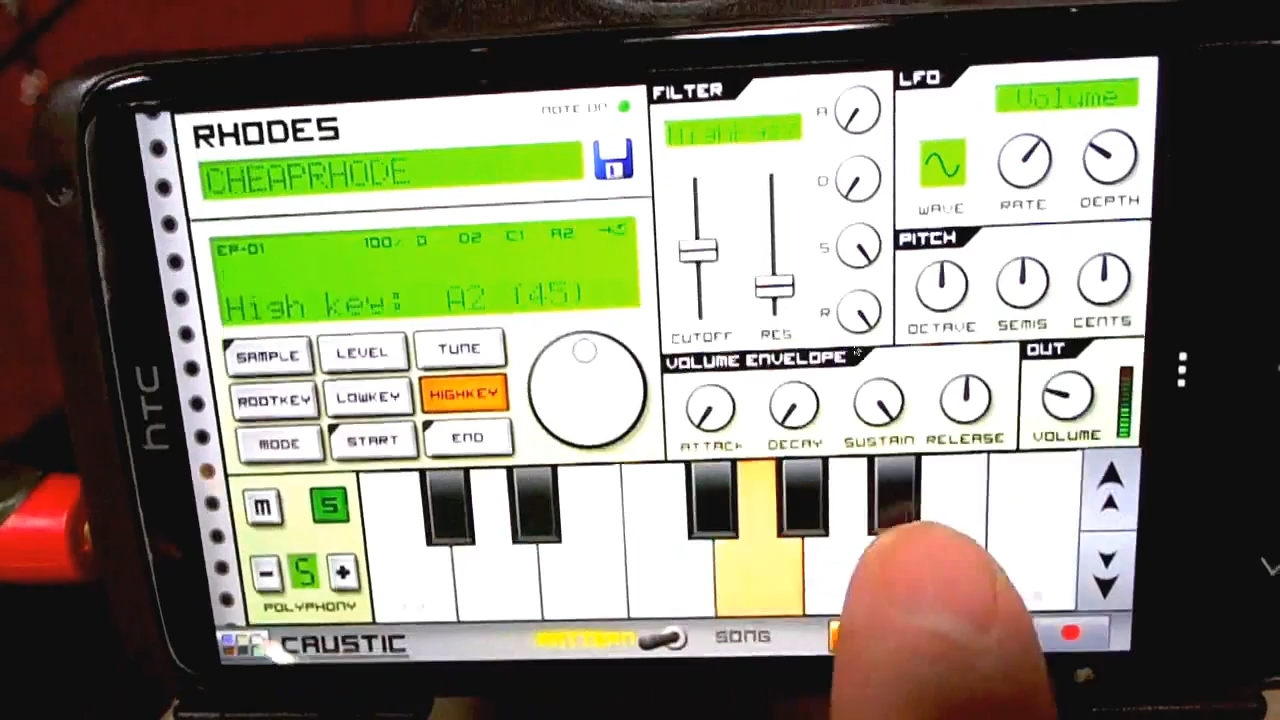 RHODES
NOTE ON
CHEAPRHODE
EP-01 100% D D2 C1 A2
High key: A2 (45)
SAMPLE LEVEL TUNE
ROOTKEY LOWKEY HIGHKEY
MODE START END
m S
- 5 +
POLYPHONY
FILTER
A
D
S
R
CUTOFF RES
LFO
Volume
WAVE RATE DEPTH
PITCH
OCTAVE SEMIS CENTS
VOLUME ENVELOPE
ATTACK DECAY SUSTAIN RELEASE
OUT
VOLUME
CAUSTIC PATTERN SONG
hTC